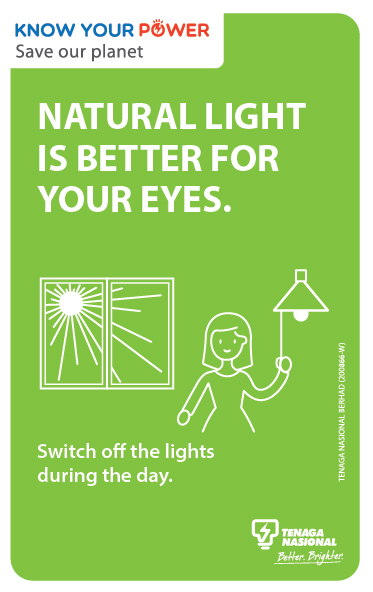 KNOW YOUR POWER
Save our planet
NATURAL LIGHT
IS BETTER FOR
YOUR EYES.
Switch off the lights
during the day.
TENAGA NASIONAL BERHAD (200866-W)
TENAGA
NASIONAL
Better. Brighter.